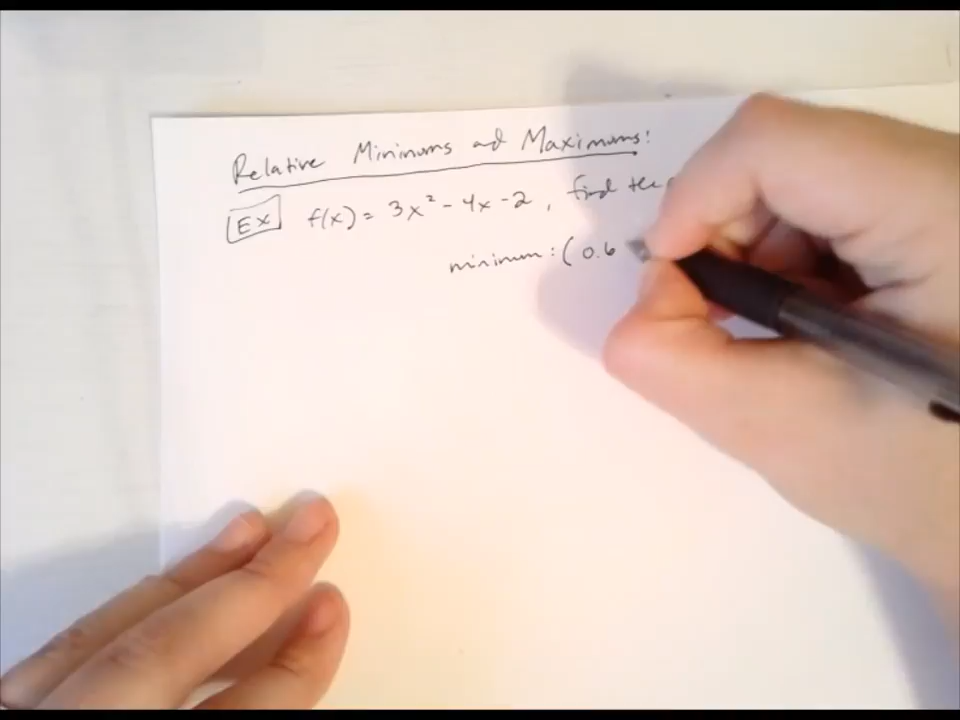 Relative Minimums and Maximums:
Ex f(x) = 3x² - 4x - 2, find the
minimum: ( 0.6